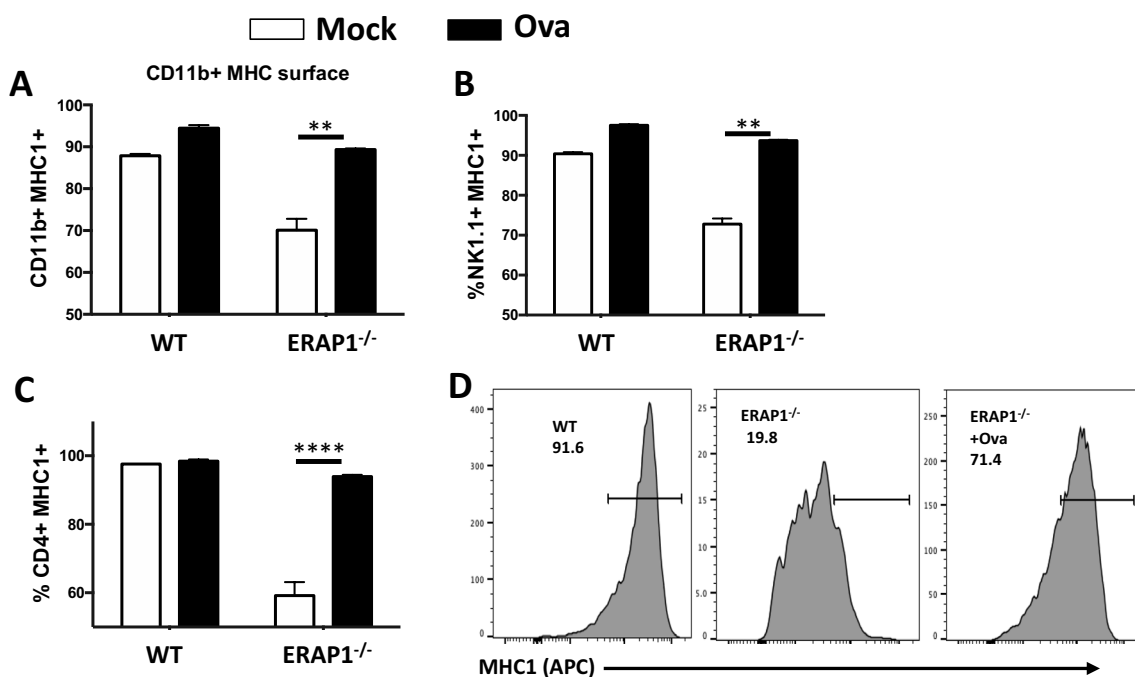 Mock Ova
A
CD11b+ MHC surface
CD11b+ MHC1+
100
90
80
70
60
50
**
WT ERAP1-/-
B
%NK1.1+ MHC1+
100
90
80
70
60
50
**
WT ERAP1-/-
C
% CD4+ MHC1+
100
80
60
****
WT ERAP1-/-
D
400
300
200
100
0
WT
91.6
25
20
15
10
5.0
0
ERAP1-/-
19.8
250
200
150
100
50
0
ERAP1-/-
+Ova
71.4
MHC1 (APC)